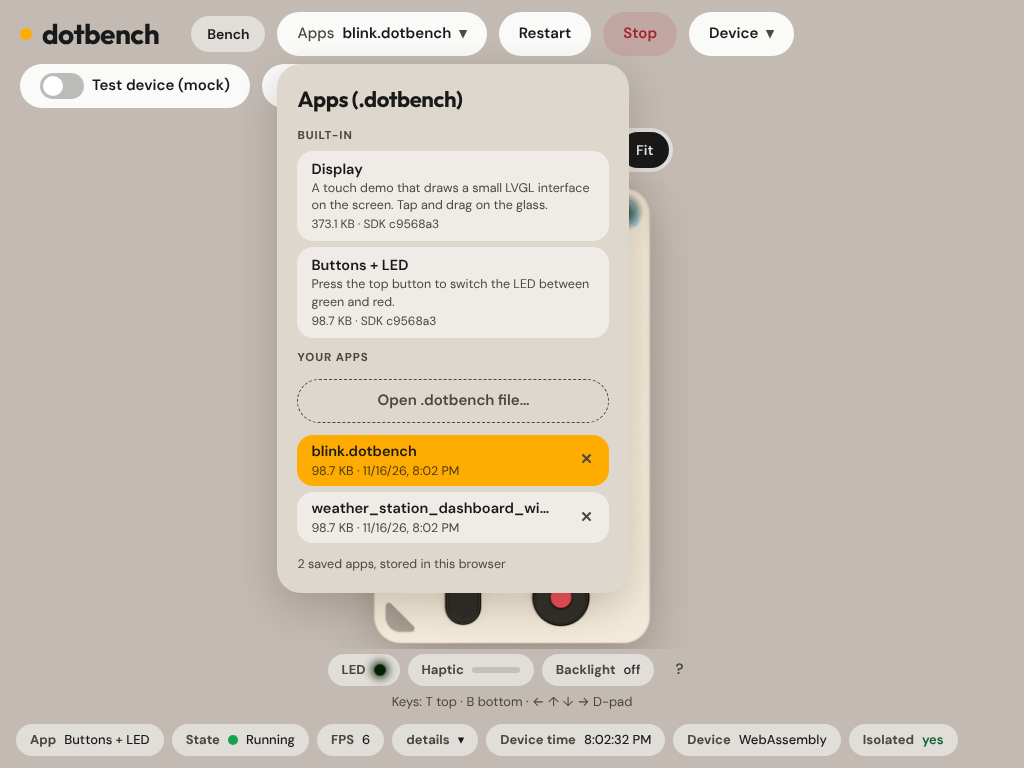 dotbench
Bench
Apps blink.dotbench ▾
Restart
Stop
Device ▾
Test device (mock)
Fit
Apps (.dotbench)
BUILT-IN
Display
A touch demo that draws a small LVGL interface
on the screen. Tap and drag on the glass.
373.1 KB · SDK c9568a3
Buttons + LED
Press the top button to switch the LED between
green and red.
98.7 KB · SDK c9568a3
YOUR APPS
Open .dotbench file...
blink.dotbench
98.7 KB · 11/16/26, 8:02 PM
✕
weather_station_dashboard_wi...
98.7 KB · 11/16/26, 8:02 PM
✕
2 saved apps, stored in this browser
LED
Haptic
Backlight off
?
Keys: T top · B bottom · ← ↑ ↓ → D-pad
App Buttons + LED
State Running
FPS 6
details ▾
Device time 8:02:32 PM
Device WebAssembly
Isolated yes